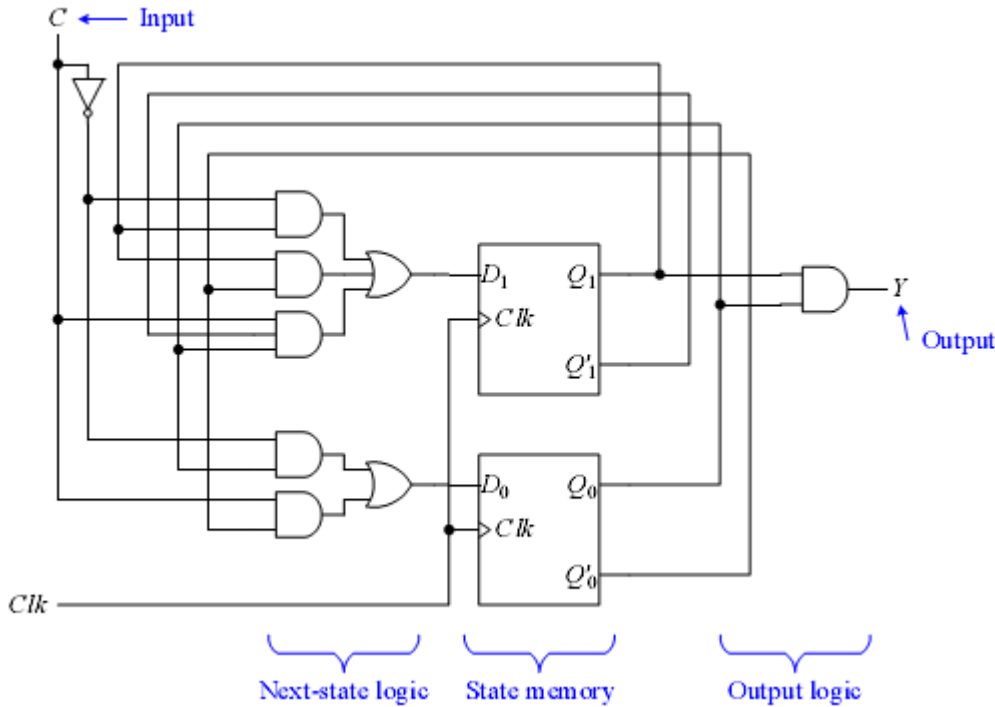 C Input
D₁ Q₁ Y
Clk
Output
Q'₁
D₀ Q₀
Clk
Q'₀
Clk
Next-state logic State memory Output logic